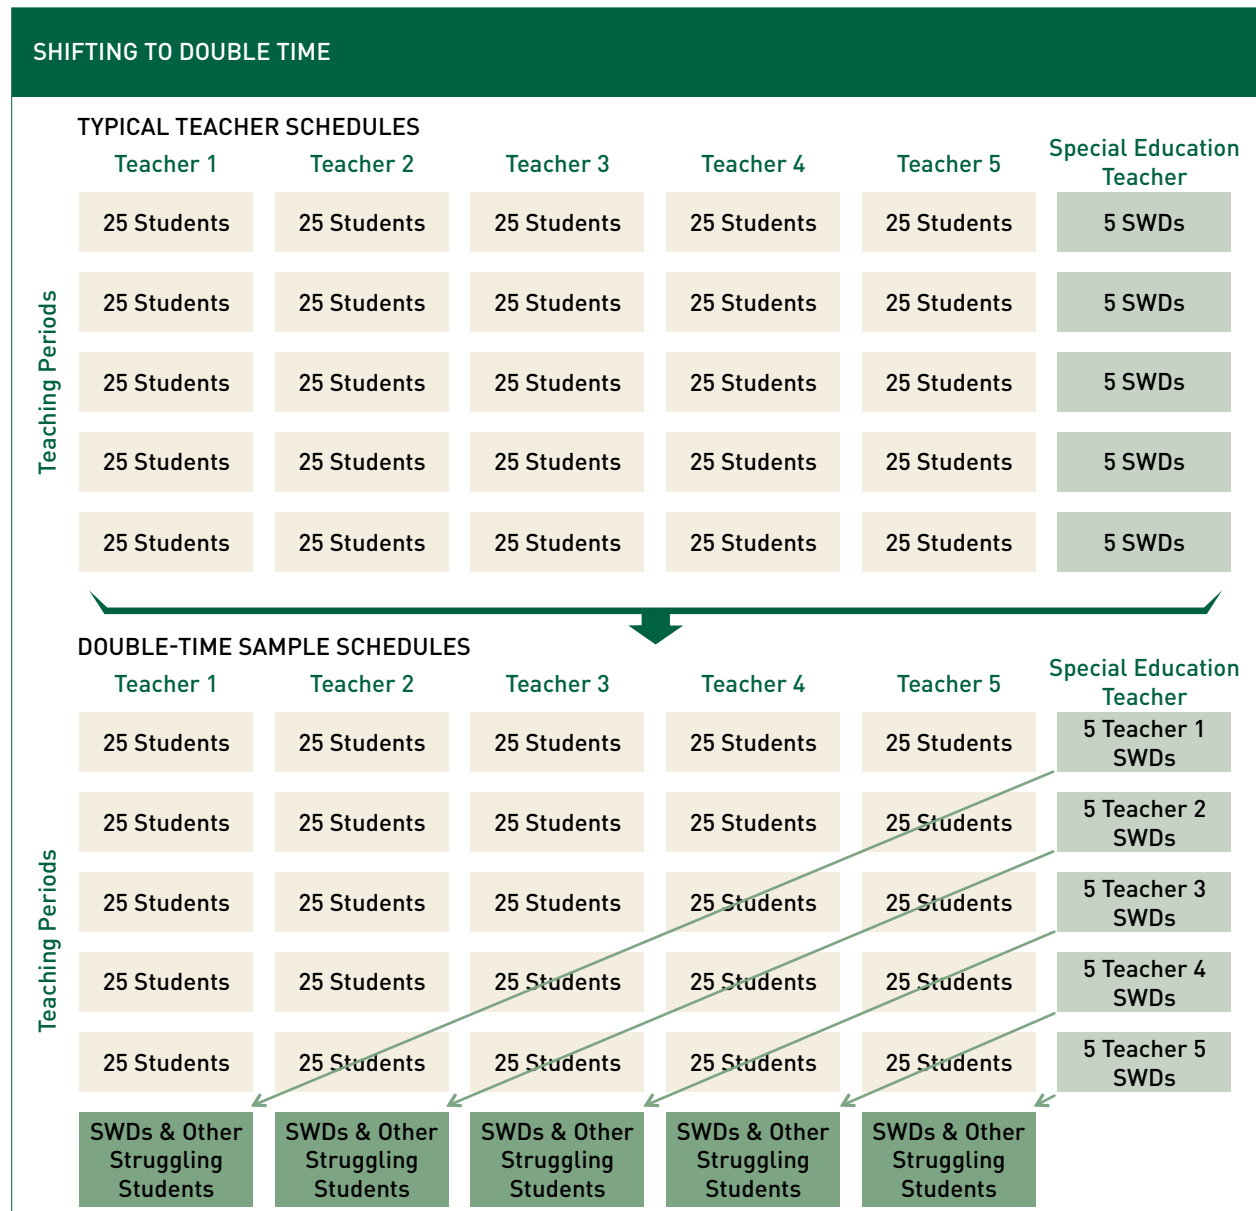 SHIFTING TO DOUBLE TIME
TYPICAL TEACHER SCHEDULES
Teacher 1 Teacher 2 Teacher 3 Teacher 4 Teacher 5 Special Education
Teacher
Teaching Periods
25 Students 25 Students 25 Students 25 Students 25 Students 5 SWDs
25 Students 25 Students 25 Students 25 Students 25 Students 5 SWDs
25 Students 25 Students 25 Students 25 Students 25 Students 5 SWDs
25 Students 25 Students 25 Students 25 Students 25 Students 5 SWDs
25 Students 25 Students 25 Students 25 Students 25 Students 5 SWDs
DOUBLE-TIME SAMPLE SCHEDULES
Teacher 1 Teacher 2 Teacher 3 Teacher 4 Teacher 5 Special Education
Teacher
Teaching Periods
25 Students 25 Students 25 Students 25 Students 25 Students 5 Teacher 1
SWDs
25 Students 25 Students 25 Students 25 Students 25 Students 5 Teacher 2
SWDs
25 Students 25 Students 25 Students 25 Students 25 Students 5 Teacher 3
SWDs
25 Students 25 Students 25 Students 25 Students 25 Students 5 Teacher 4
SWDs
25 Students 25 Students 25 Students 25 Students 25 Students 5 Teacher 5
SWDs
SWDs & Other SWDs & Other SWDs & Other SWDs & Other SWDs & Other
Struggling Struggling Struggling Struggling Struggling
Students Students Students Students Students